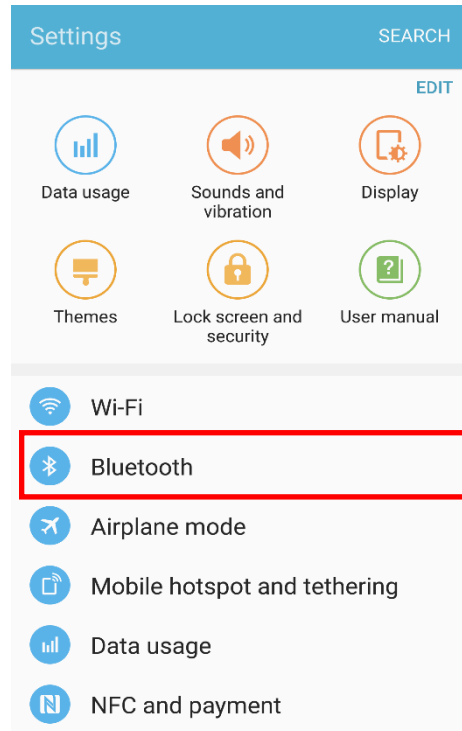 Settings SEARCH
EDIT
Data usage Sounds and vibration Display
Themes Lock screen and security User manual
Wi-Fi
Bluetooth
Airplane mode
Mobile hotspot and tethering
Data usage
NFC and payment